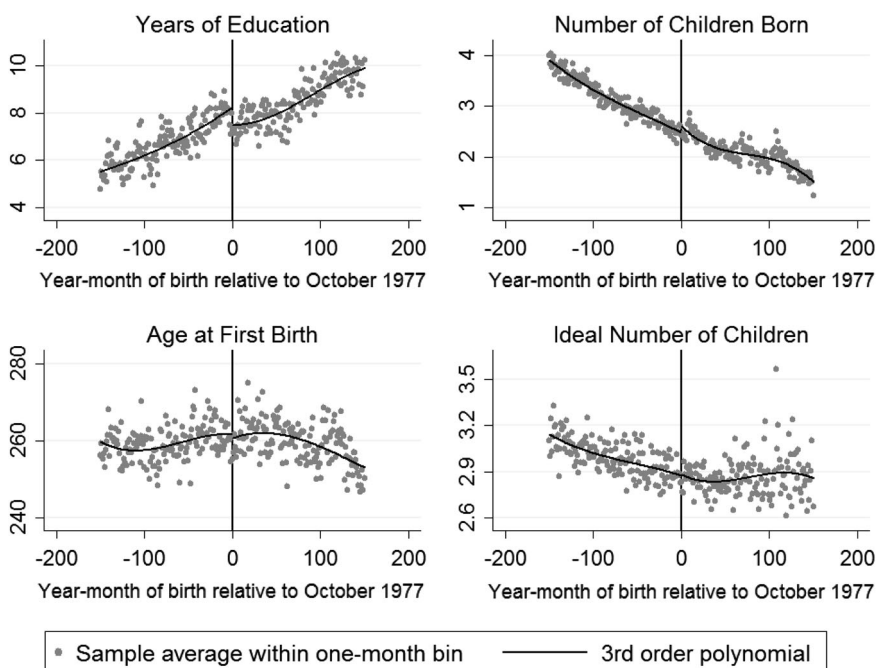 Years of Education
10
8
6
4
-200 -100 0 100 200
Year-month of birth relative to October 1977
Number of Children Born
4
3
2
1
-200 -100 0 100 200
Year-month of birth relative to October 1977
Age at First Birth
280
260
240
-200 -100 0 100 200
Year-month of birth relative to October 1977
Ideal Number of Children
3.5
3.2
2.9
2.6
-200 -100 0 100 200
Year-month of birth relative to October 1977
Sample average within one-month bin 3rd order polynomial